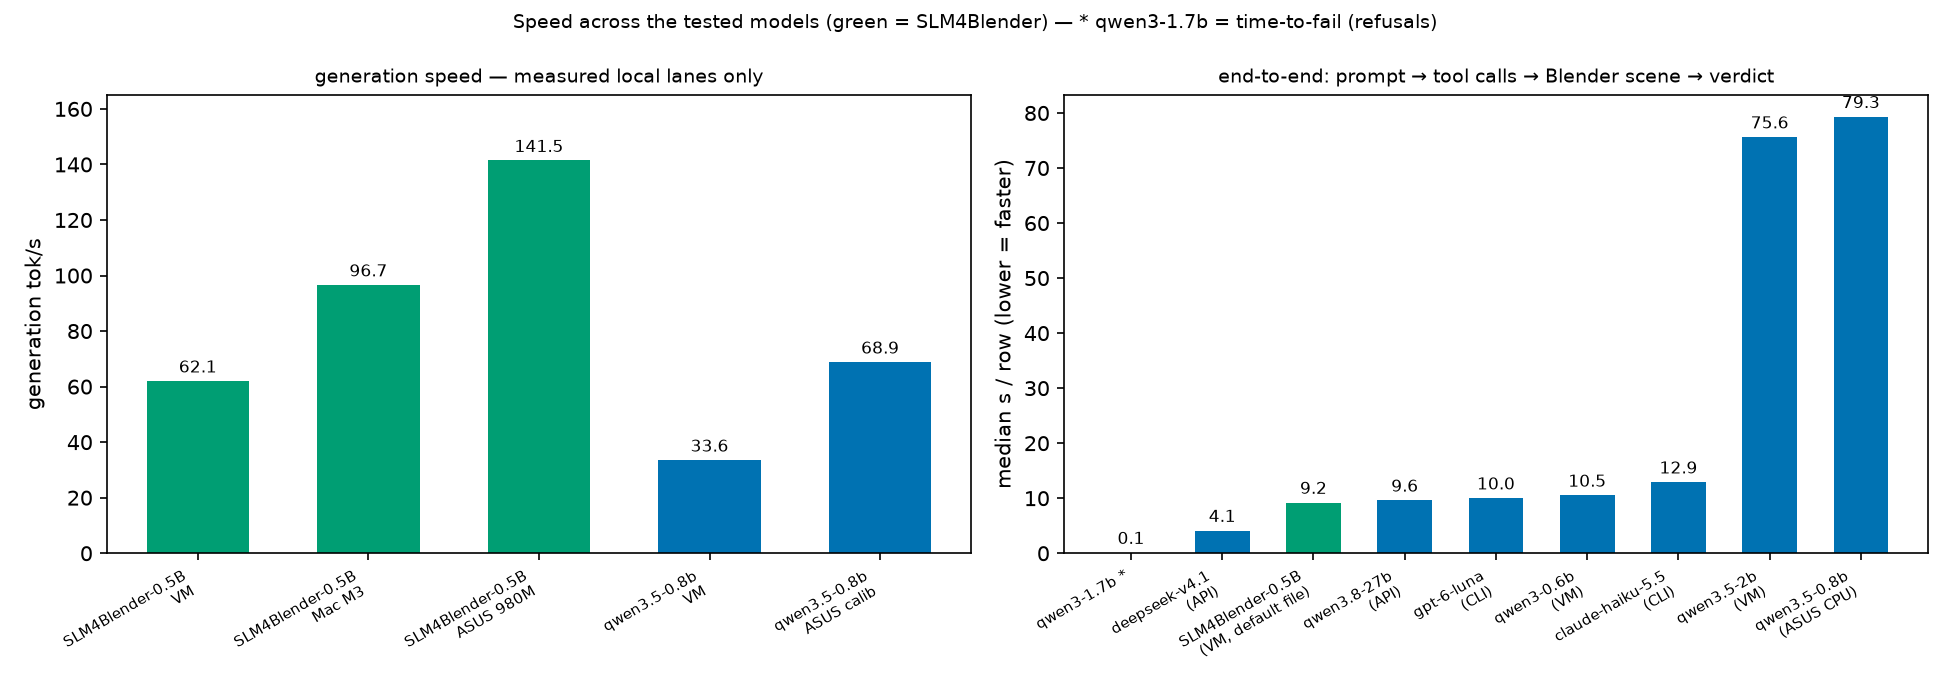 Speed across the tested models (green = SLM4Blender) — * qwen3-1.7b = time-to-fail (refusals)
generation speed — measured local lanes only
generation tok/s
160
140
120
100
80
60
40
20
0
62.1
96.7
141.5
33.6
68.9
SLM4Blender-0.5B
VM
SLM4Blender-0.5B
Mac M3
SLM4Blender-0.5B
ASUS 980M
qwen3.5-0.8b
VM
qwen3.5-0.8b
ASUS calib
end-to-end: prompt → tool calls → Blender scene → verdict
median s / row (lower = faster)
80
70
60
50
40
30
20
10
0
0.1
4.1
9.2
9.6
10.0
10.5
12.9
75.6
79.3
qwen3-1.7b *
deepseek-v4.1
(API)
SLM4Blender-0.5B
(VM, default file)
qwen3.8-27b
(API)
gpt-6-luna
(CLI)
qwen3-0.6b
(VM)
claude-haiku-5.5
(CLI)
qwen3.5-2b
(VM)
qwen3.5-0.8b
(ASUS CPU)